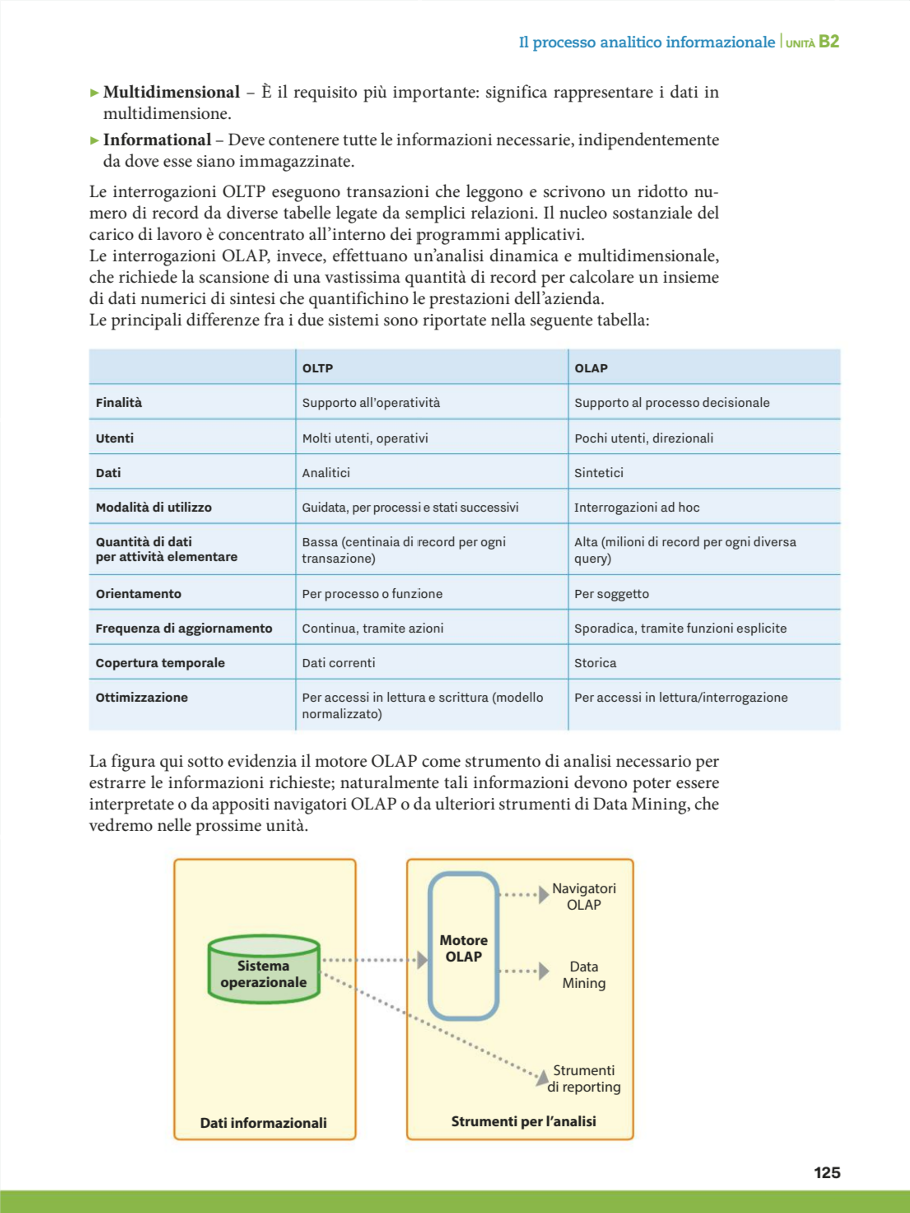 Il processo analitico informazionale | UNITÀ B2
▶ Multidimensional – È il requisito più importante: significa rappresentare i dati in
multidimensione.
▶ Informational – Deve contenere tutte le informazioni necessarie, indipendentemente
da dove esse siano immagazzinate.
Le interrogazioni OLTP eseguono transazioni che leggono e scrivono un ridotto nu-
mero di record da diverse tabelle legate da semplici relazioni. Il nucleo sostanziale del
carico di lavoro è concentrato all'interno dei programmi applicativi.
Le interrogazioni OLAP, invece, effettuano un'analisi dinamica e multidimensionale,
che richiede la scansione di una vastissima quantità di record per calcolare un insieme
di dati numerici di sintesi che quantifichino le prestazioni dell'azienda.
Le principali differenze fra i due sistemi sono riportate nella seguente tabella:
OLTP OLAP
Finalità Supporto all'operatività Supporto al processo decisionale
Utenti Molti utenti, operativi Pochi utenti, direzionali
Dati Analitici Sintetici
Modalità di utilizzo Guidata, per processi e stati successivi Interrogazioni ad hoc
Quantità di dati Bassa (centinaia di record per ogni Alta (milioni di record per ogni diversa
per attività elementare transazione) query)
Orientamento Per processo o funzione Per soggetto
Frequenza di aggiornamento Continua, tramite azioni Sporadica, tramite funzioni esplicite
Copertura temporale Dati correnti Storica
Ottimizzazione Per accessi in lettura e scrittura (modello Per accessi in lettura/interrogazione
normalizzato)
La figura qui sotto evidenzia il motore OLAP come strumento di analisi necessario per
estrarre le informazioni richieste; naturalmente tali informazioni devono poter essere
interpretate o da appositi navigatori OLAP o da ulteriori strumenti di Data Mining, che
vedremo nelle prossime unità.
Sistema
operazionale
Dati informazionali
Motore
OLAP
Navigatori
OLAP
Data
Mining
Strumenti
di reporting
Strumenti per l'analisi
125